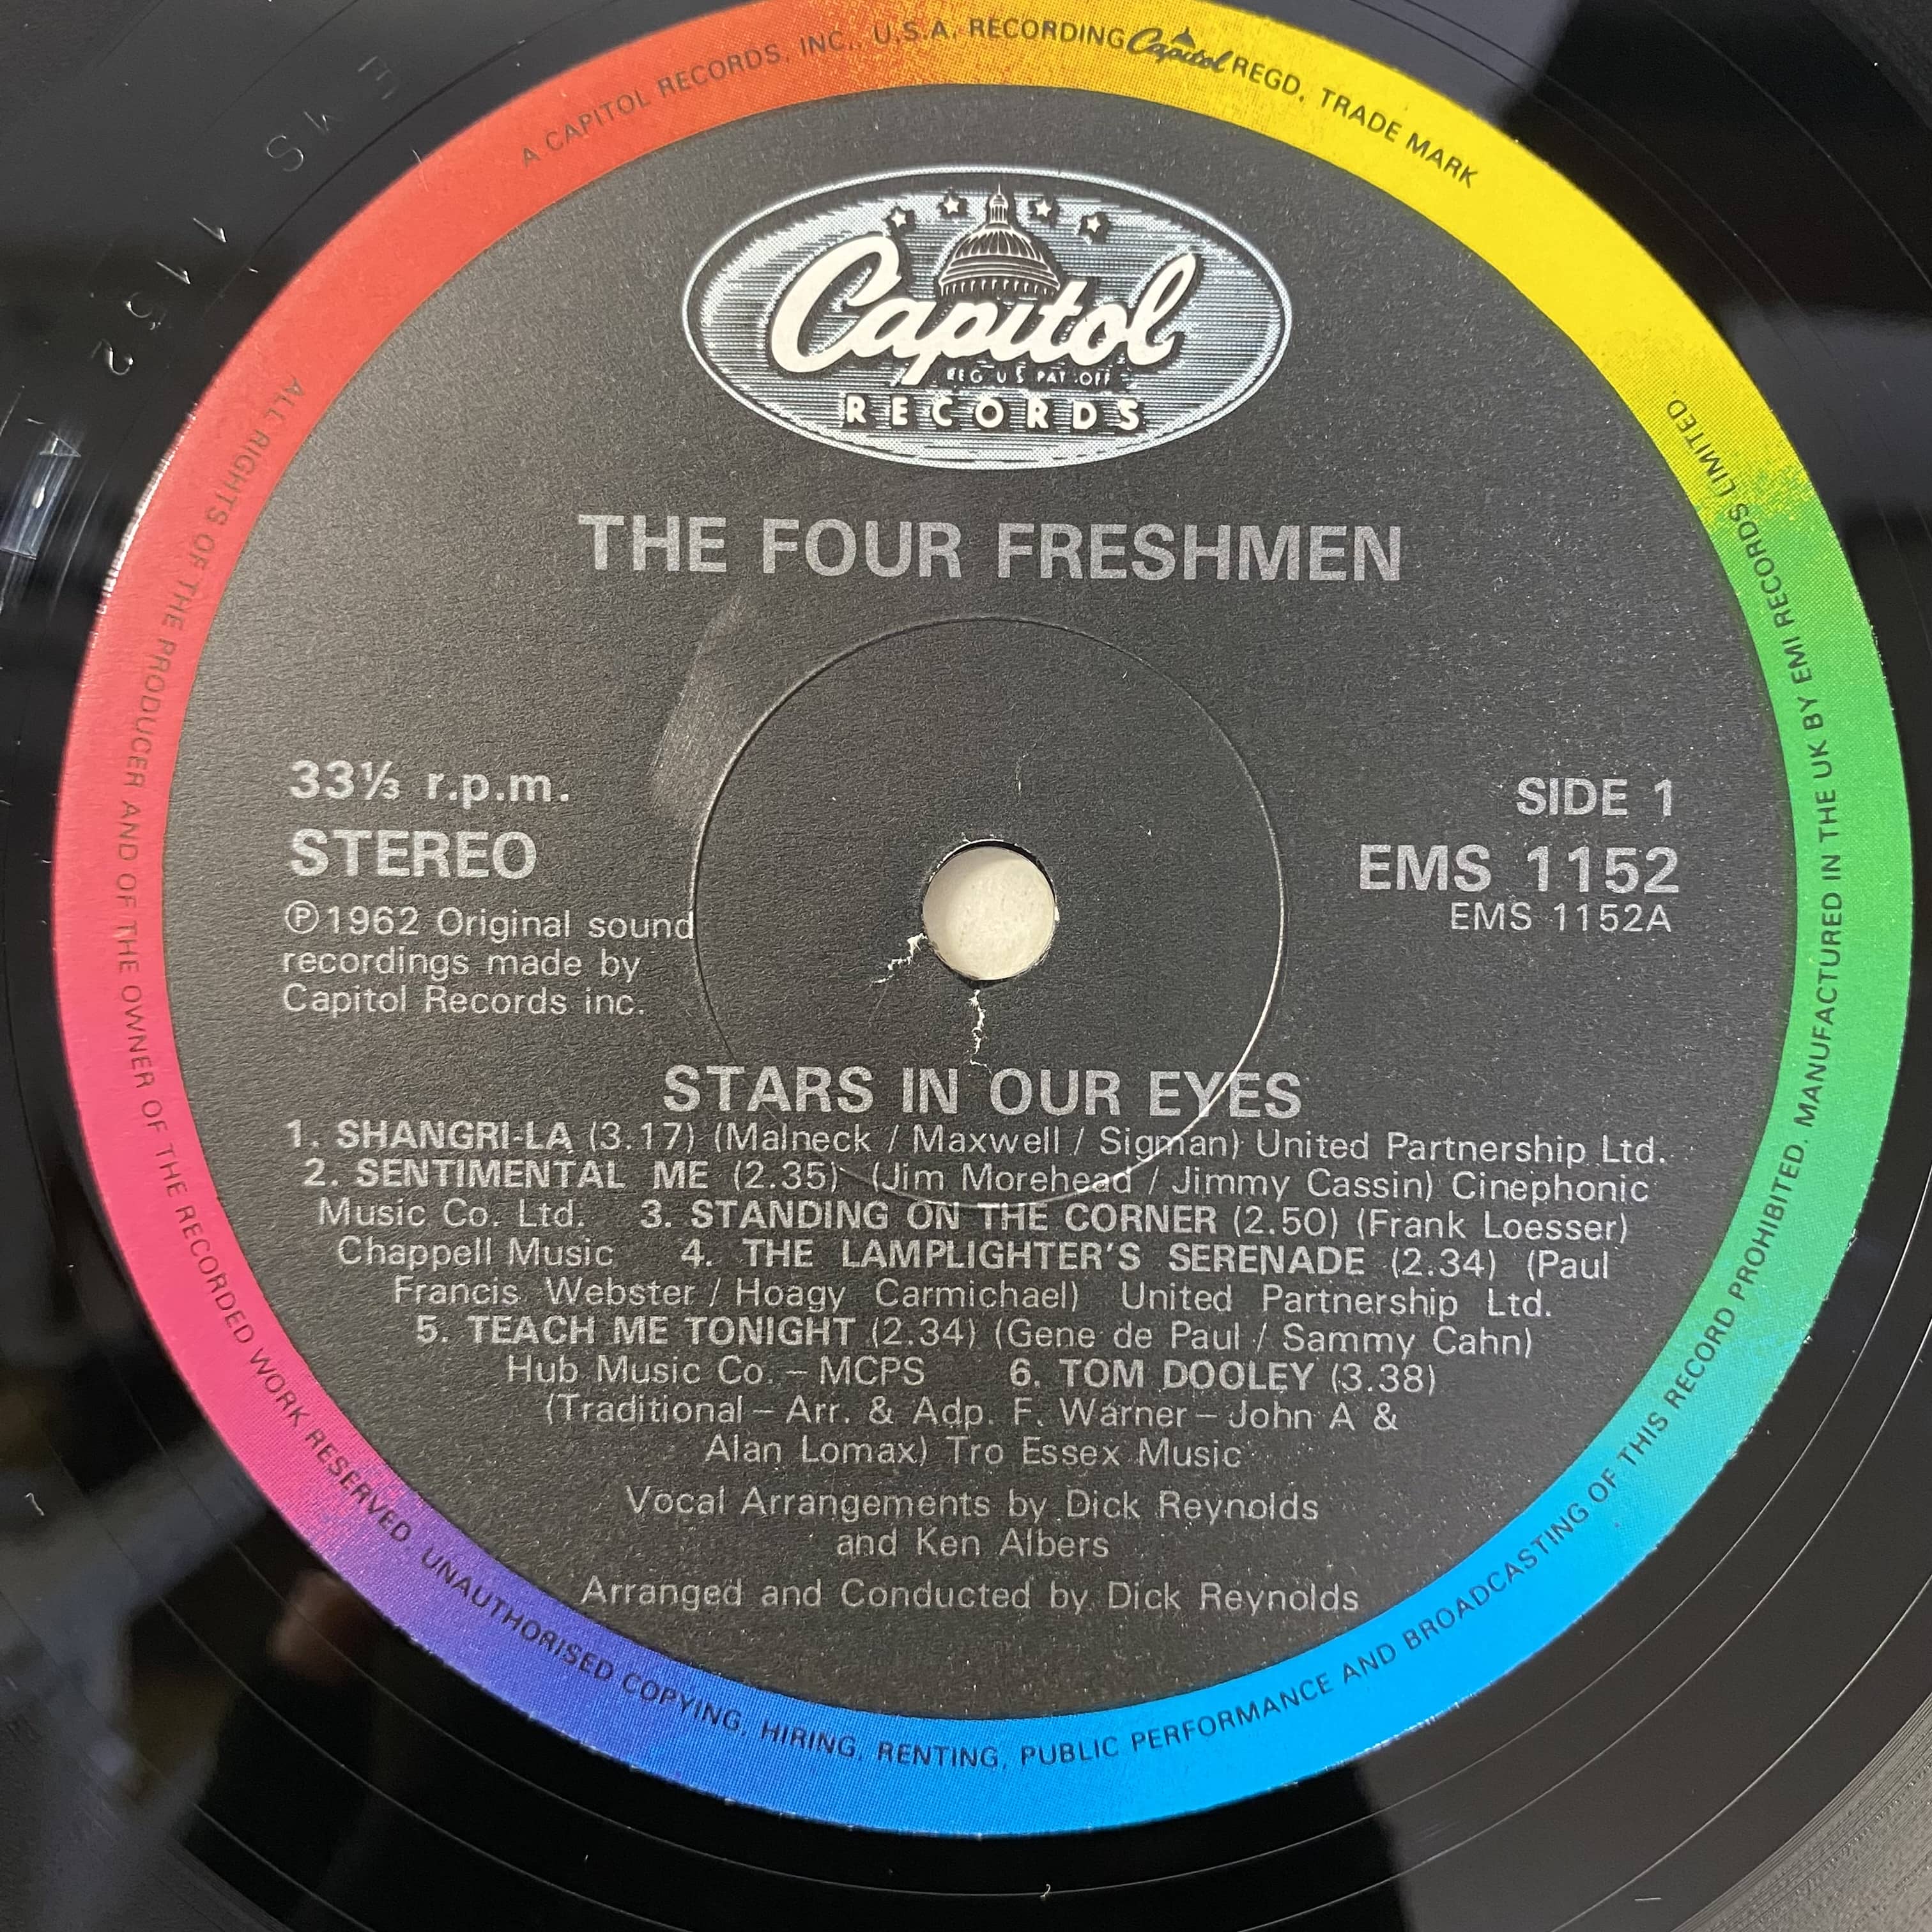 A CAPITOL RECORDS, INC., U.S.A. RECORDING Capitol REGD. TRADE MARK
Capitol
REG U S PAT OFF
RECORDS
THE FOUR FRESHMEN
33⅓ r.p.m.
STEREO
℗1962 Original sound
recordings made by
Capitol Records inc.
SIDE 1
EMS 1152
EMS 1152A
STARS IN OUR EYES
1. SHANGRI-LA (3.17) (Malneck / Maxwell / Sigman) United Partnership Ltd.
2. SENTIMENTAL ME (2.35) (Jim Morehead / Jimmy Cassin) Cinephonic
Music Co. Ltd. 3. STANDING ON THE CORNER (2.50) (Frank Loesser)
Chappell Music 4. THE LAMPLIGHTER'S SERENADE (2.34) (Paul
Francis Webster / Hoagy Carmichael) United Partnership Ltd.
5. TEACH ME TONIGHT (2.34) (Gene de Paul / Sammy Cahn)
Hub Music Co. – MCPS 6. TOM DOOLEY (3.38)
(Traditional – Arr. & Adp. F. Warner – John A &
Alan Lomax) Tro Essex Music
Vocal Arrangements by Dick Reynolds
and Ken Albers
Arranged and Conducted by Dick Reynolds
ALL RIGHTS OF THE PRODUCER AND OF THE OWNER OF THE RECORDED WORK RESERVED. UNAUTHORISED COPYING, HIRING, RENTING, PUBLIC PERFORMANCE AND BROADCASTING OF THIS RECORD PROHIBITED. MANUFACTURED IN THE UK BY EMI RECORDS LIMITED
EMS 1152